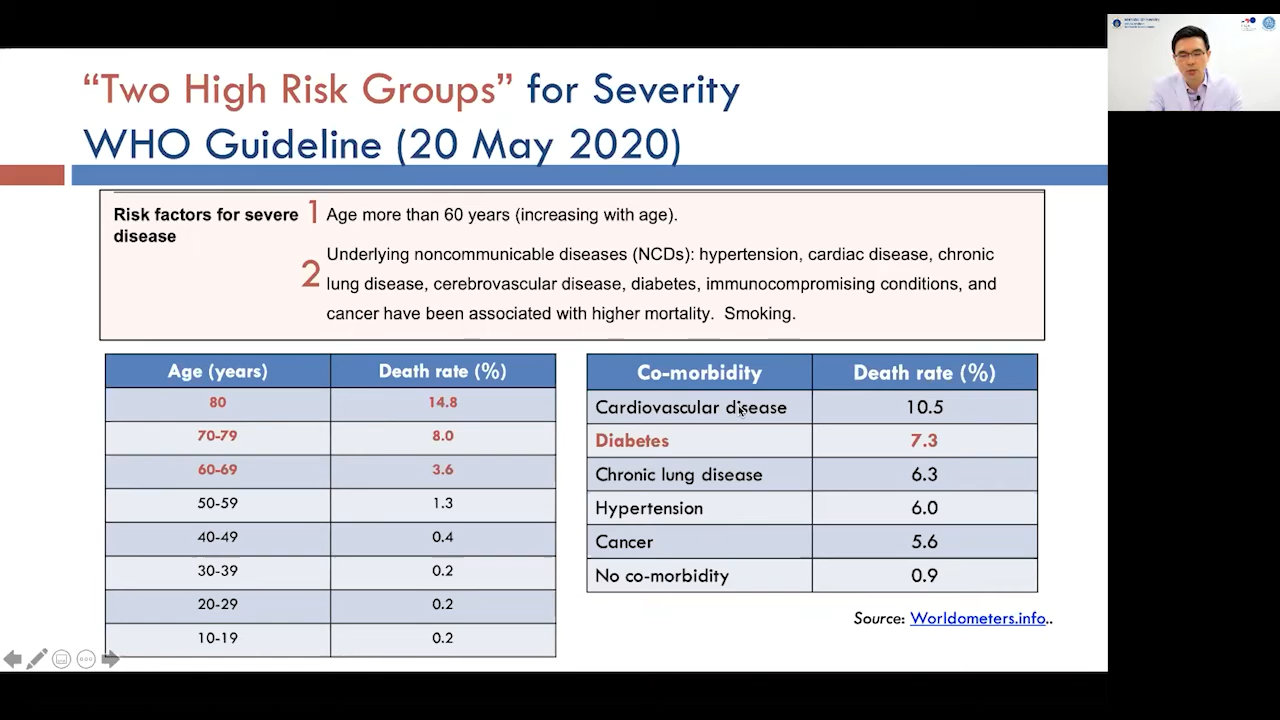 “Two High Risk Groups” for Severity
WHO Guideline (20 May 2020)
Risk factors for severe disease
1 Age more than 60 years (increasing with age).
2 Underlying noncommunicable diseases (NCDs): hypertension, cardiac disease, chronic
lung disease, cerebrovascular disease, diabetes, immunocompromising conditions, and
cancer have been associated with higher mortality. Smoking.
Age (years) Death rate (%)
80 14.8
70-79 8.0
60-69 3.6
50-59 1.3
40-49 0.4
30-39 0.2
20-29 0.2
10-19 0.2
Co-morbidity Death rate (%)
Cardiovascular disease 10.5
Diabetes 7.3
Chronic lung disease 6.3
Hypertension 6.0
Cancer 5.6
No co-morbidity 0.9
Source: Worldometers.info..